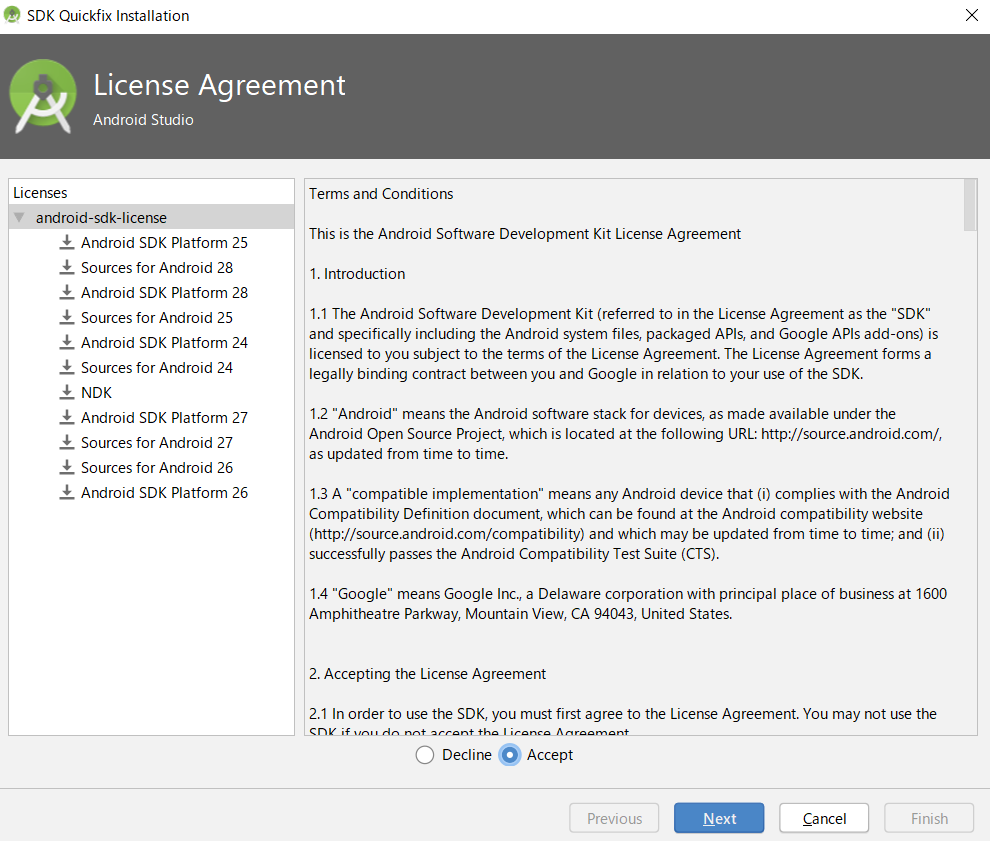 SDK Quickfix Installation
License Agreement
Android Studio
Licenses
android-sdk-license
Android SDK Platform 25
Sources for Android 28
Android SDK Platform 28
Sources for Android 25
Android SDK Platform 24
Sources for Android 24
NDK
Android SDK Platform 27
Sources for Android 27
Sources for Android 26
Android SDK Platform 26
Terms and Conditions
This is the Android Software Development Kit License Agreement
1. Introduction
1.1 The Android Software Development Kit (referred to in the License Agreement as the "SDK"
and specifically including the Android system files, packaged APIs, and Google APIs add-ons) is
licensed to you subject to the terms of the License Agreement. The License Agreement forms a
legally binding contract between you and Google in relation to your use of the SDK.
1.2 "Android" means the Android software stack for devices, as made available under the
Android Open Source Project, which is located at the following URL: http://source.android.com/,
as updated from time to time.
1.3 A "compatible implementation" means any Android device that (i) complies with the Android
Compatibility Definition document, which can be found at the Android compatibility website
(http://source.android.com/compatibility) and which may be updated from time to time; and (ii)
successfully passes the Android Compatibility Test Suite (CTS).
1.4 "Google" means Google Inc., a Delaware corporation with principal place of business at 1600
Amphitheatre Parkway, Mountain View, CA 94043, United States.
2. Accepting the License Agreement
2.1 In order to use the SDK, you must first agree to the License Agreement. You may not use the
SDK if you do not accept the License Agreement
Decline
Accept
Previous
Next
Cancel
Finish